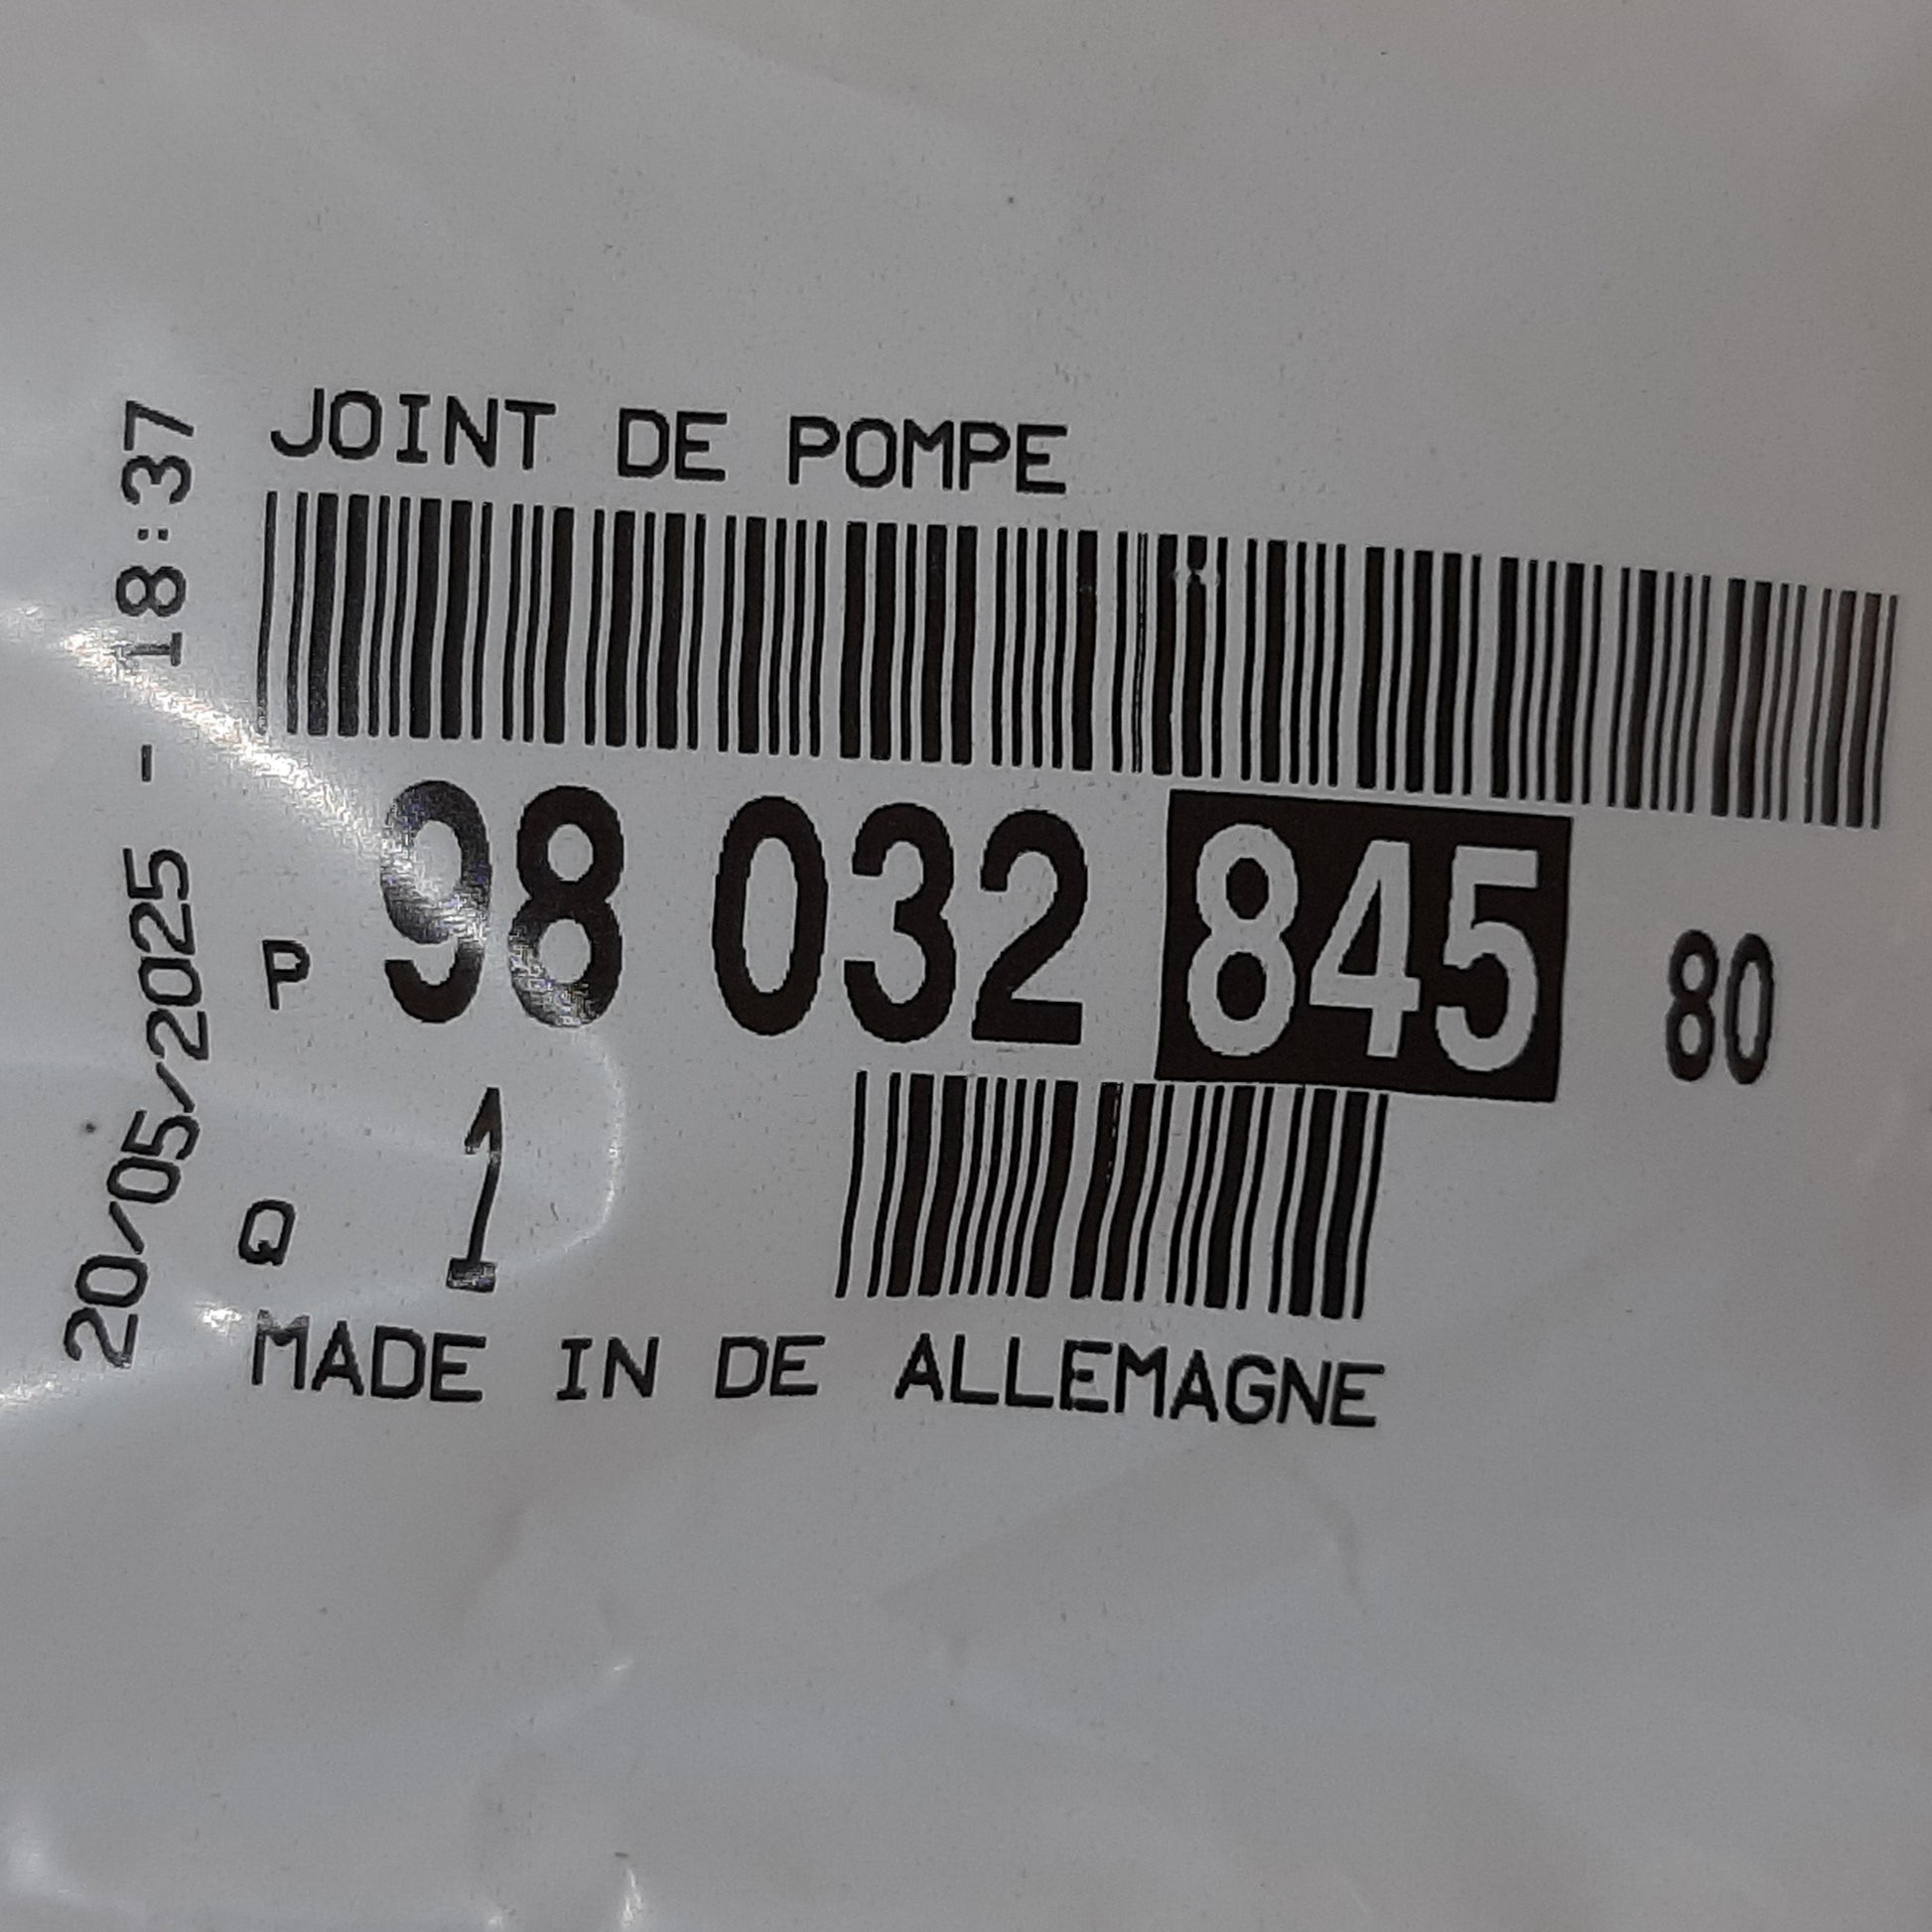 JOINT DE POMPE
P 98 032 845 80
Q 1
MADE IN DE ALLEMAGNE
20/05/2025 - 18:37